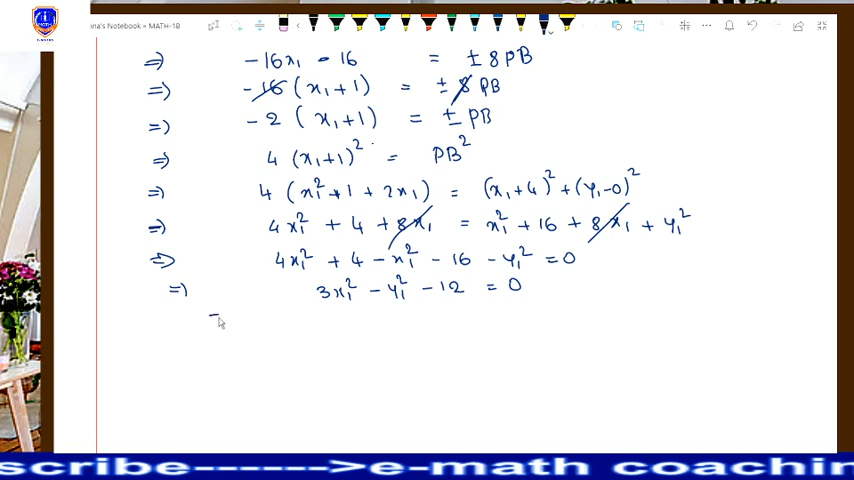 ina's Notebook » MATH-1B
⇒ -16x₁ - 16 = ± 8 PB
⇒ -16 (x₁+1) = ± 8 PB
⇒ -2 (x₁+1) = ± PB
⇒ 4 (x₁+1)² = PB²
⇒ 4 (x₁²+1+2x₁) = (x₁+4)²+(y₁-0)²
⇒ 4x₁² + 4 + 8x₁ = x₁² + 16 + 8x₁ + y₁²
⇒ 4x₁² + 4 - x₁² - 16 - y₁² = 0
⇒ 3x₁² - y₁² - 12 = 0
scribe------>e-math coachin